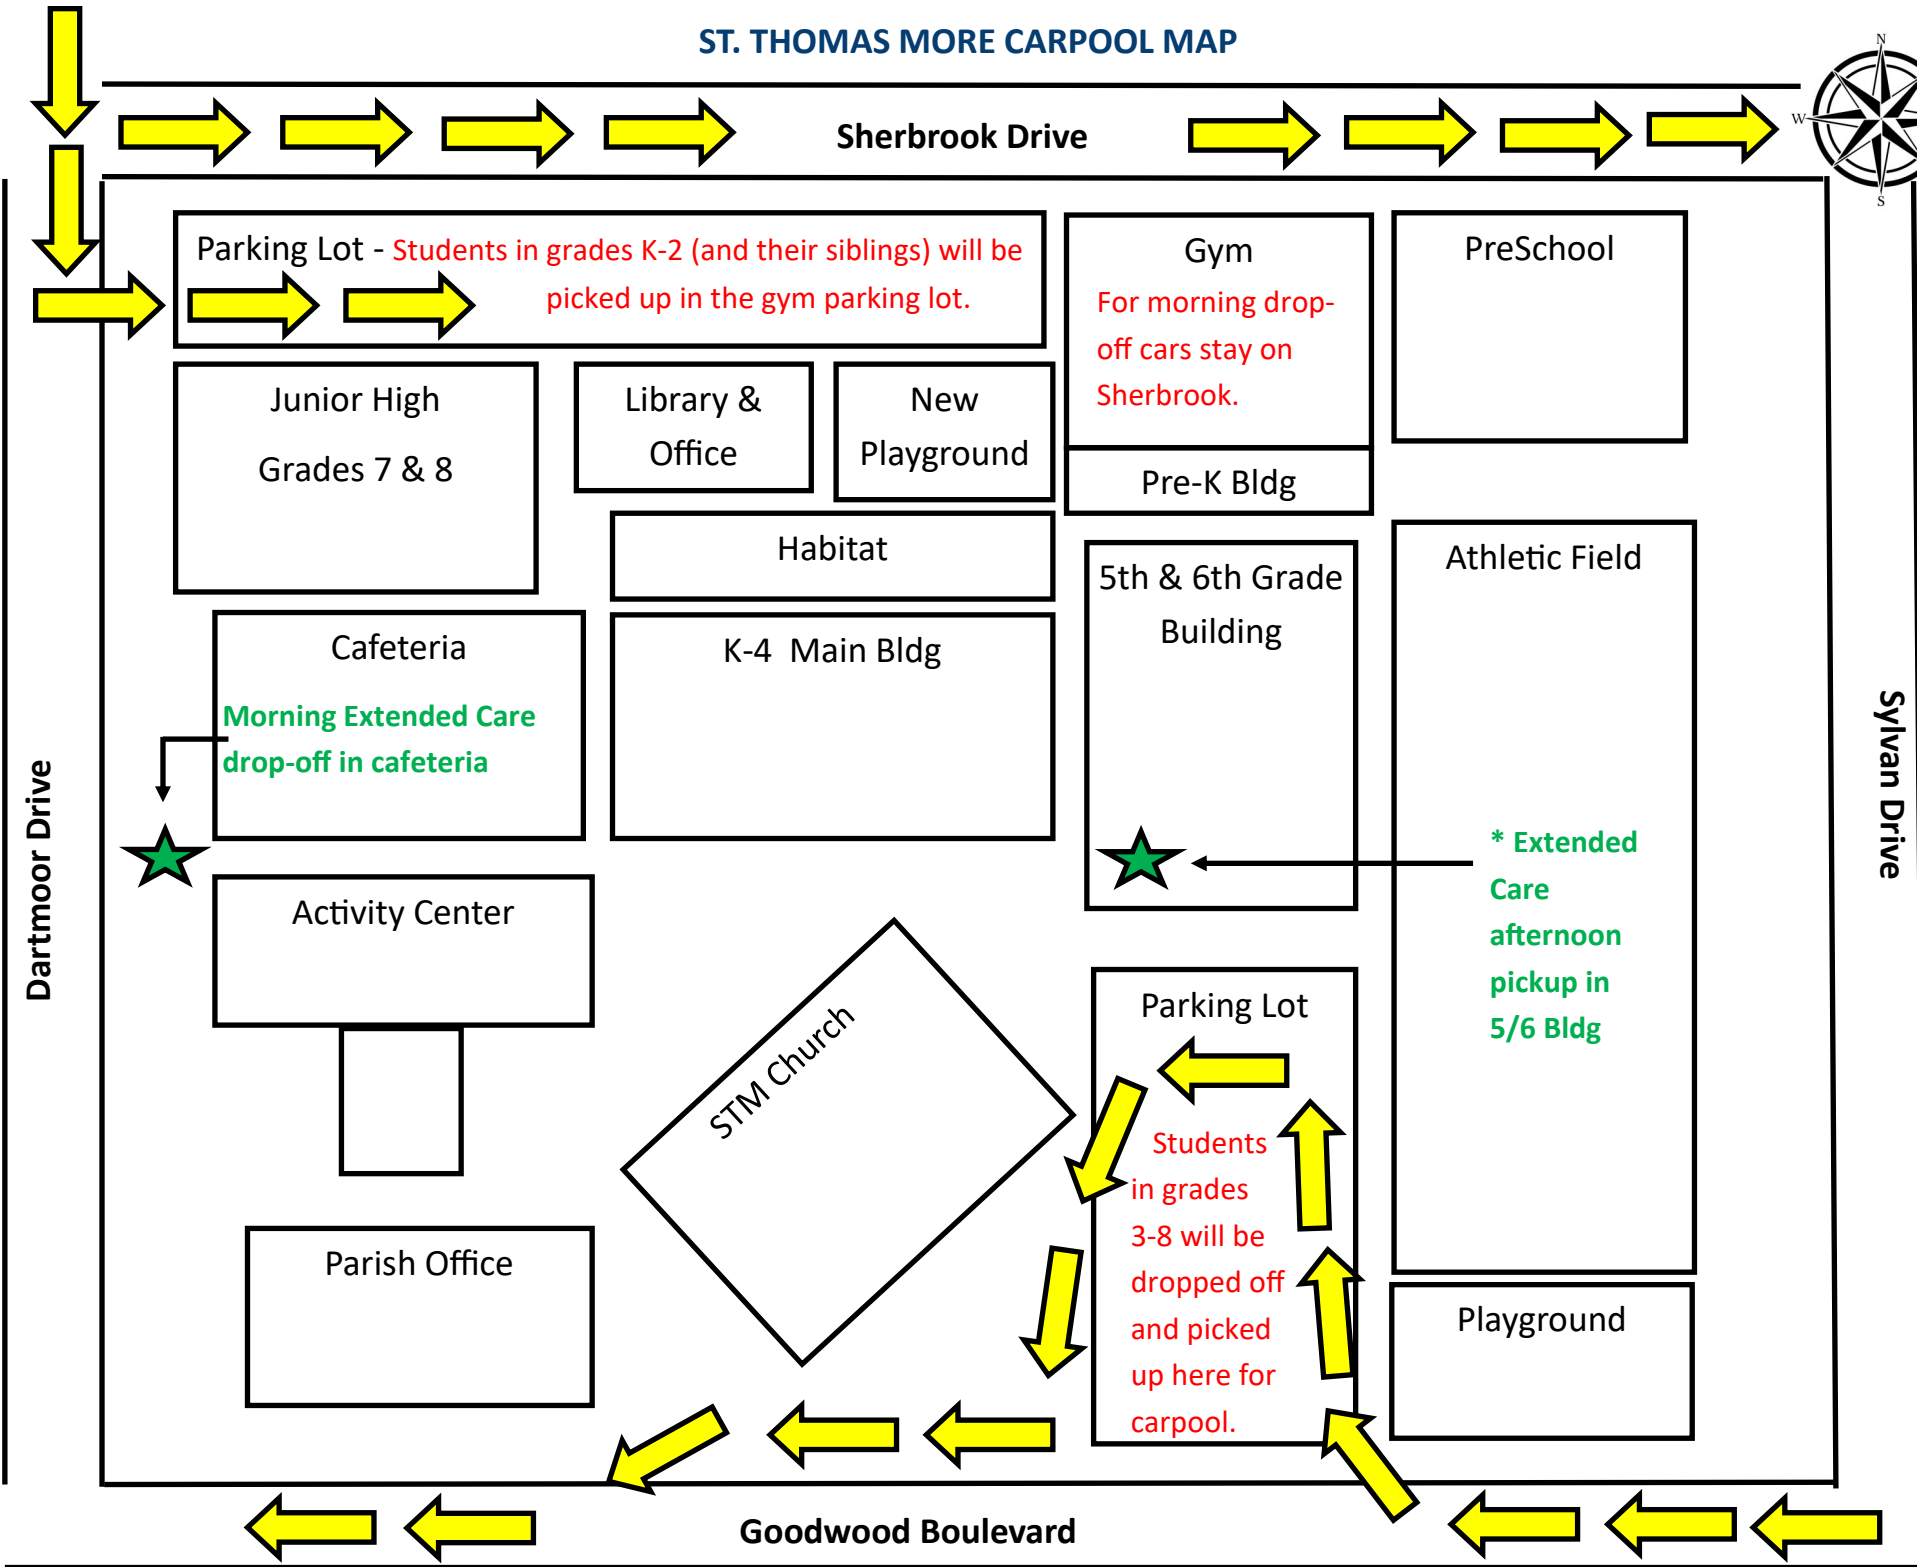 ST. THOMAS MORE CARPOOL MAP
N
W
S
Sherbrook Drive
Parking Lot - Students in grades K-2 (and their siblings) will be
picked up in the gym parking lot.
Gym
For morning drop-
off cars stay on
Sherbrook.
PreSchool
Junior High
Grades 7 & 8
Library &
Office
New
Playground
Pre-K Bldg
Habitat
5th & 6th Grade
Building
Athletic Field
Cafeteria
Morning Extended Care
drop-off in cafeteria
K-4 Main Bldg
Dartmoor Drive
Sylvan Drive
* Extended
Care
afternoon
pickup in
5/6 Bldg
Activity Center
STM Church
Parking Lot
Students
in grades
3-8 will be
dropped off
and picked
up here for
carpool.
Parish Office
Playground
Goodwood Boulevard